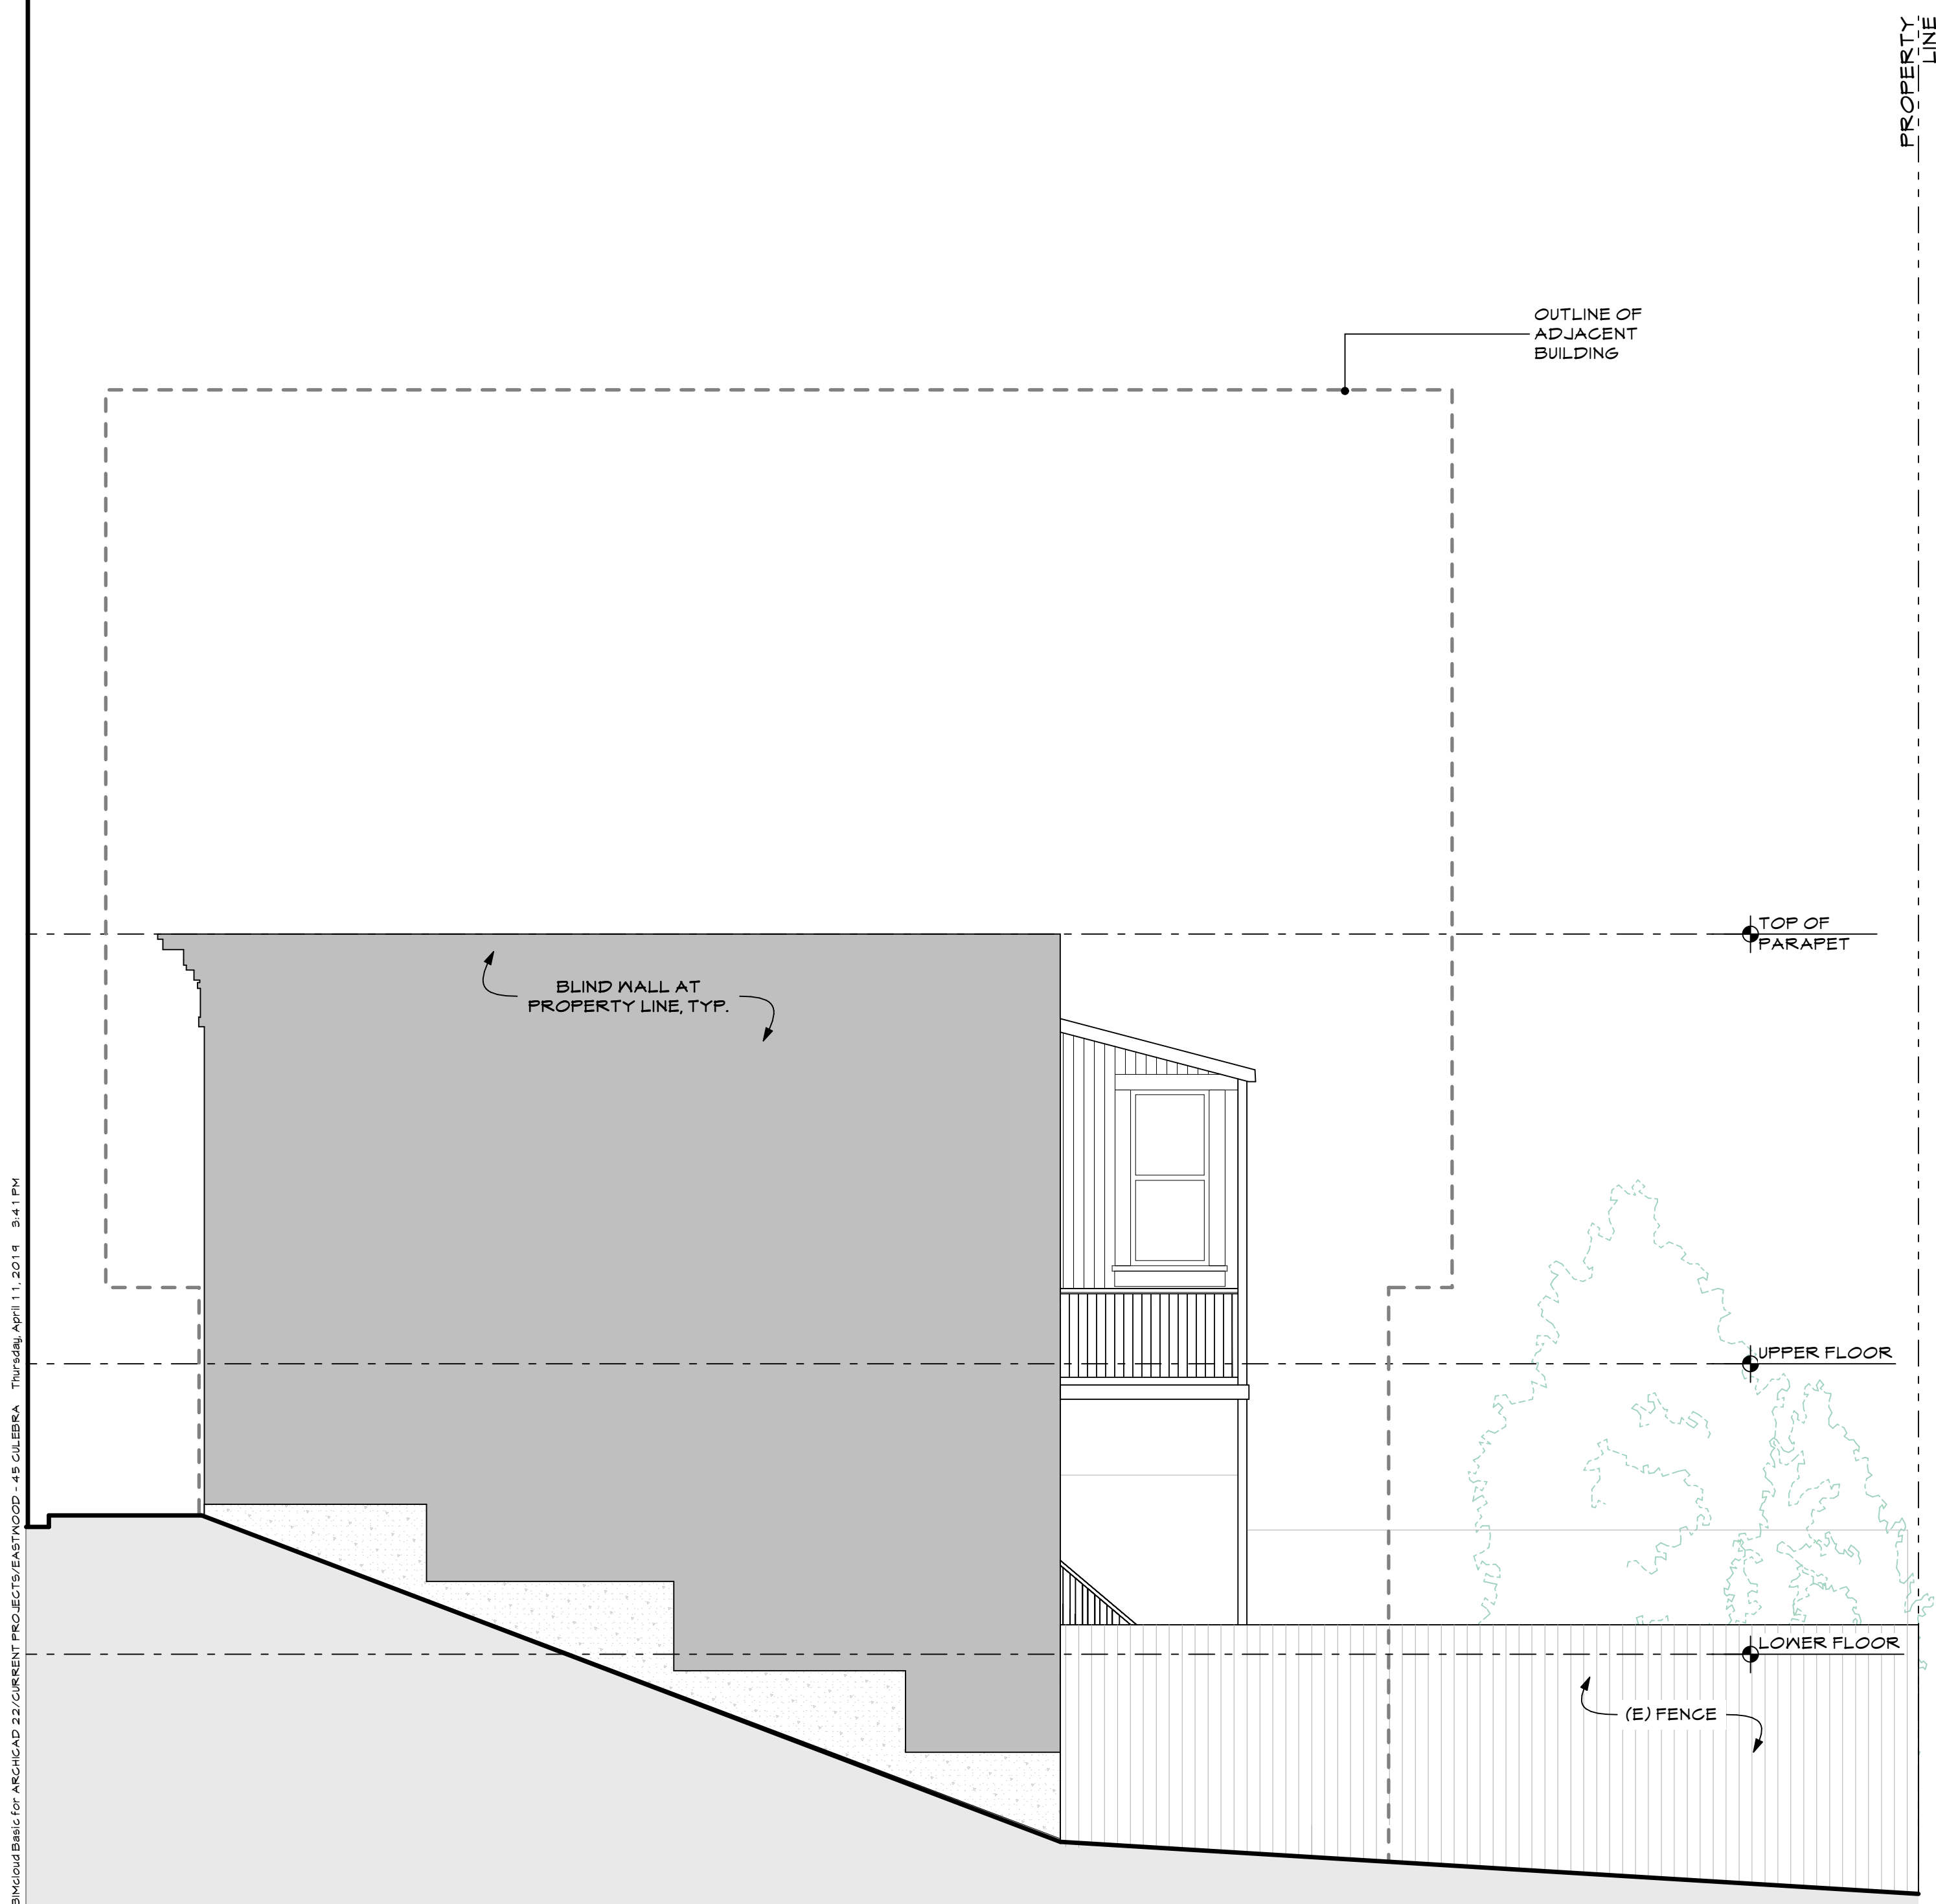 PROPERTY
LINE
OUTLINE OF
ADJACENT
BUILDING
TOP OF
PARAPET
BLIND WALL AT
PROPERTY LINE, TYP.
UPPER FLOOR
LOWER FLOOR
(E) FENCE
BIMcloud Basic for ARCHICAD 22/CURRENT PROJECTS/EASTWOOD - 45 CULEBRA Thursday, April 11, 2019 3:41 PM